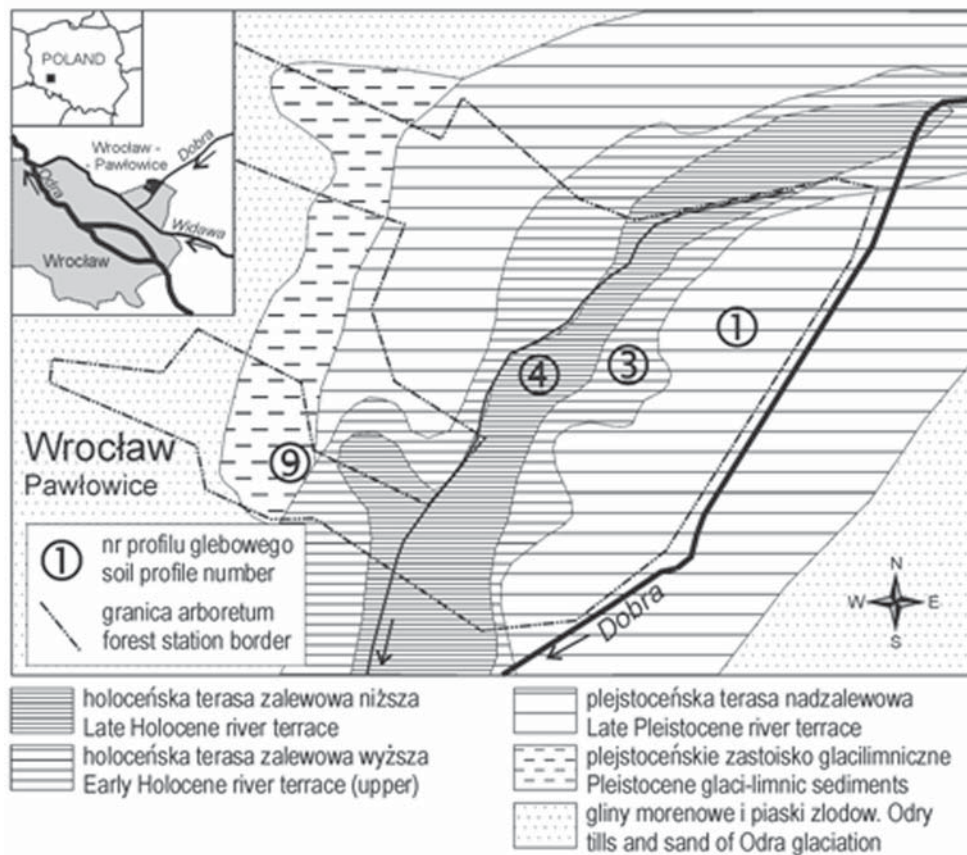 POLAND
Wrocław -
- Pawłowice
Dobra
Odra
Widawa
Wrocław
④
③
①
⑨
Wrocław
Pawłowice
① nr profilu glebowego
soil profile number
granica arboretum
forest station border
Dobra
N
W E
S
holoceńska terasa zalewowa niższa
Late Holocene river terrace
holoceńska terasa zalewowa wyższa
Early Holocene river terrace (upper)
plejstoceńska terasa nadzalewowa
Late Pleistocene river terrace
plejstoceńskie zastoisko glacilimniczne
Pleistocene glaci-limnic sediments
gliny morenowe i piaski zlodow. Odry
tills and sand of Odra glaciation